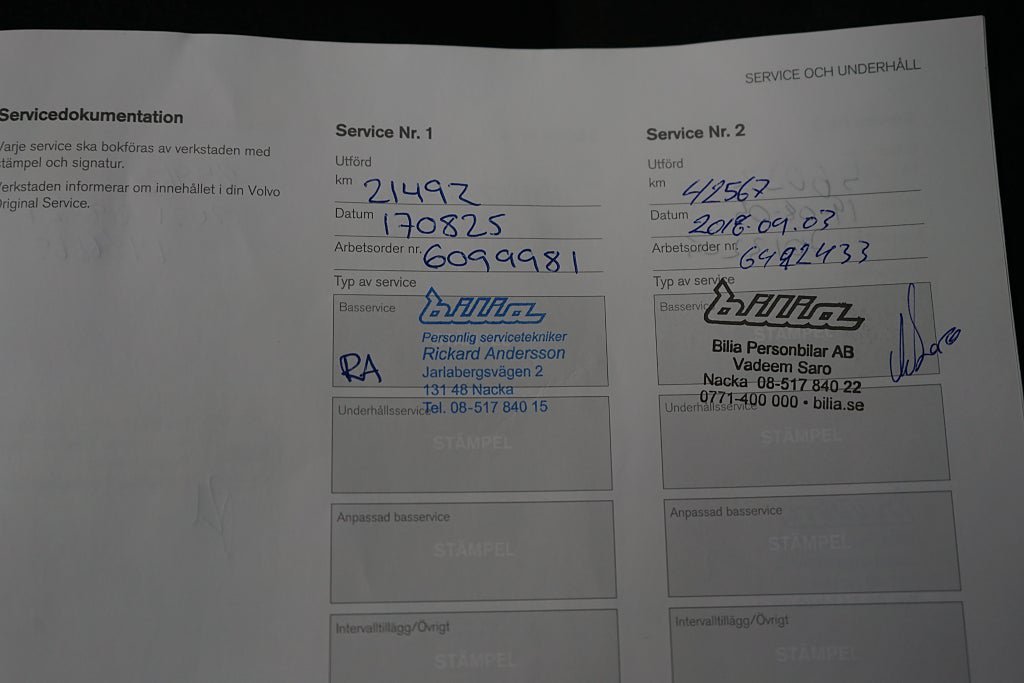 SERVICE OCH UNDERHÅLL
Servicedokumentation
Varje service ska bokföras av verkstaden med
stämpel och signatur.
Verkstaden informerar om innehållet i din Volvo
Original Service.
Service Nr. 1
Utförd
km 21492
Datum 170825
Arbetsorder nr. 6099981
Typ av service
Basservice
bilia
Personlig servicetekniker
Rickard Andersson
Jarlabergsvägen 2
131 48 Nacka
Tel. 08-517 840 15
RA
Underhållsservice
STÄMPEL
Anpassad basservice
STÄMPEL
Intervalltillägg/Övrigt
STÄMPEL
Service Nr. 2
Utförd
km 42567
Datum 2018.09.03
Arbetsorder nr. 6492433
Typ av service
Basservice
bilia
Bilia Personbilar AB
Vadeem Saro
Nacka 08-517 840 22
0771-400 000 • bilia.se
Underhållsservice
STÄMPEL
Anpassad basservice
STÄMPEL
Intervalltillägg/Övrigt
STÄMPEL